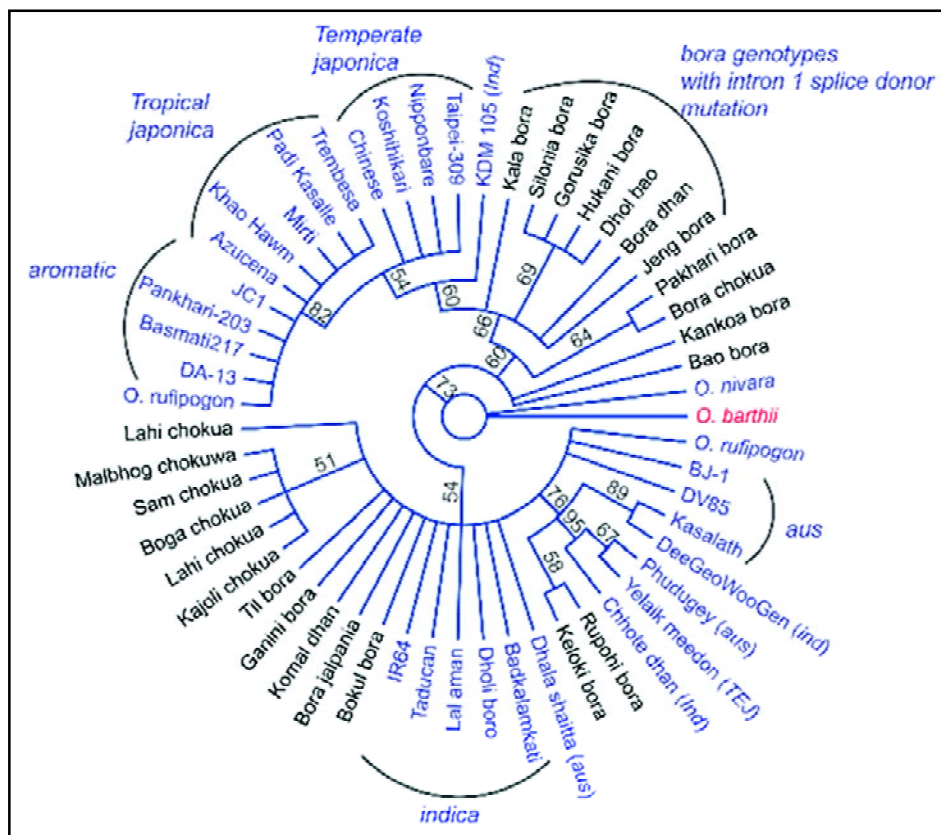 Temperate
japonica
bora genotypes
with intron 1 splice donor
mutation
Tropical
japonica
aromatic
aus
indica
O. rufipogon
DA-13
Basmati217
Pankhari-203
JC1
Azucena
Khao Hawm
Mirti
Padi Kasalle
Trembese
Chinese
Koshihikari
Nipponbare
Taipei-309
KDM 105 (Ind)
Kala bora
Silonia bora
Gorusika bora
Hukani bora
Dhol bao
Bora dhan
Jeng bora
Pakhari bora
Bora chokua
Kankoa bora
Bao bora
O. nivara
O. barthii
O. rufipogon
BJ-1
DV85
Kasalath
DeeGeoWooGen (ind)
Phudugey (aus)
Yelaik meedon (TEJ)
Chhote dhan (Ind)
Rupohi bora
Keloki bora
Dhala shaitta (aus)
Badkalamkati
Dholi boro
Lal aman
Taducan
IR64
Bokul bora
Bora jalpania
Komal dhan
Ganini bora
Til bora
Kajoli chokua
Lahi chokua
Boga chokua
Sam chokua
Malbhog chokuwa
Lahi chokua
82
54
60
66
69
64
60
73
54
51
76
95
89
67
58